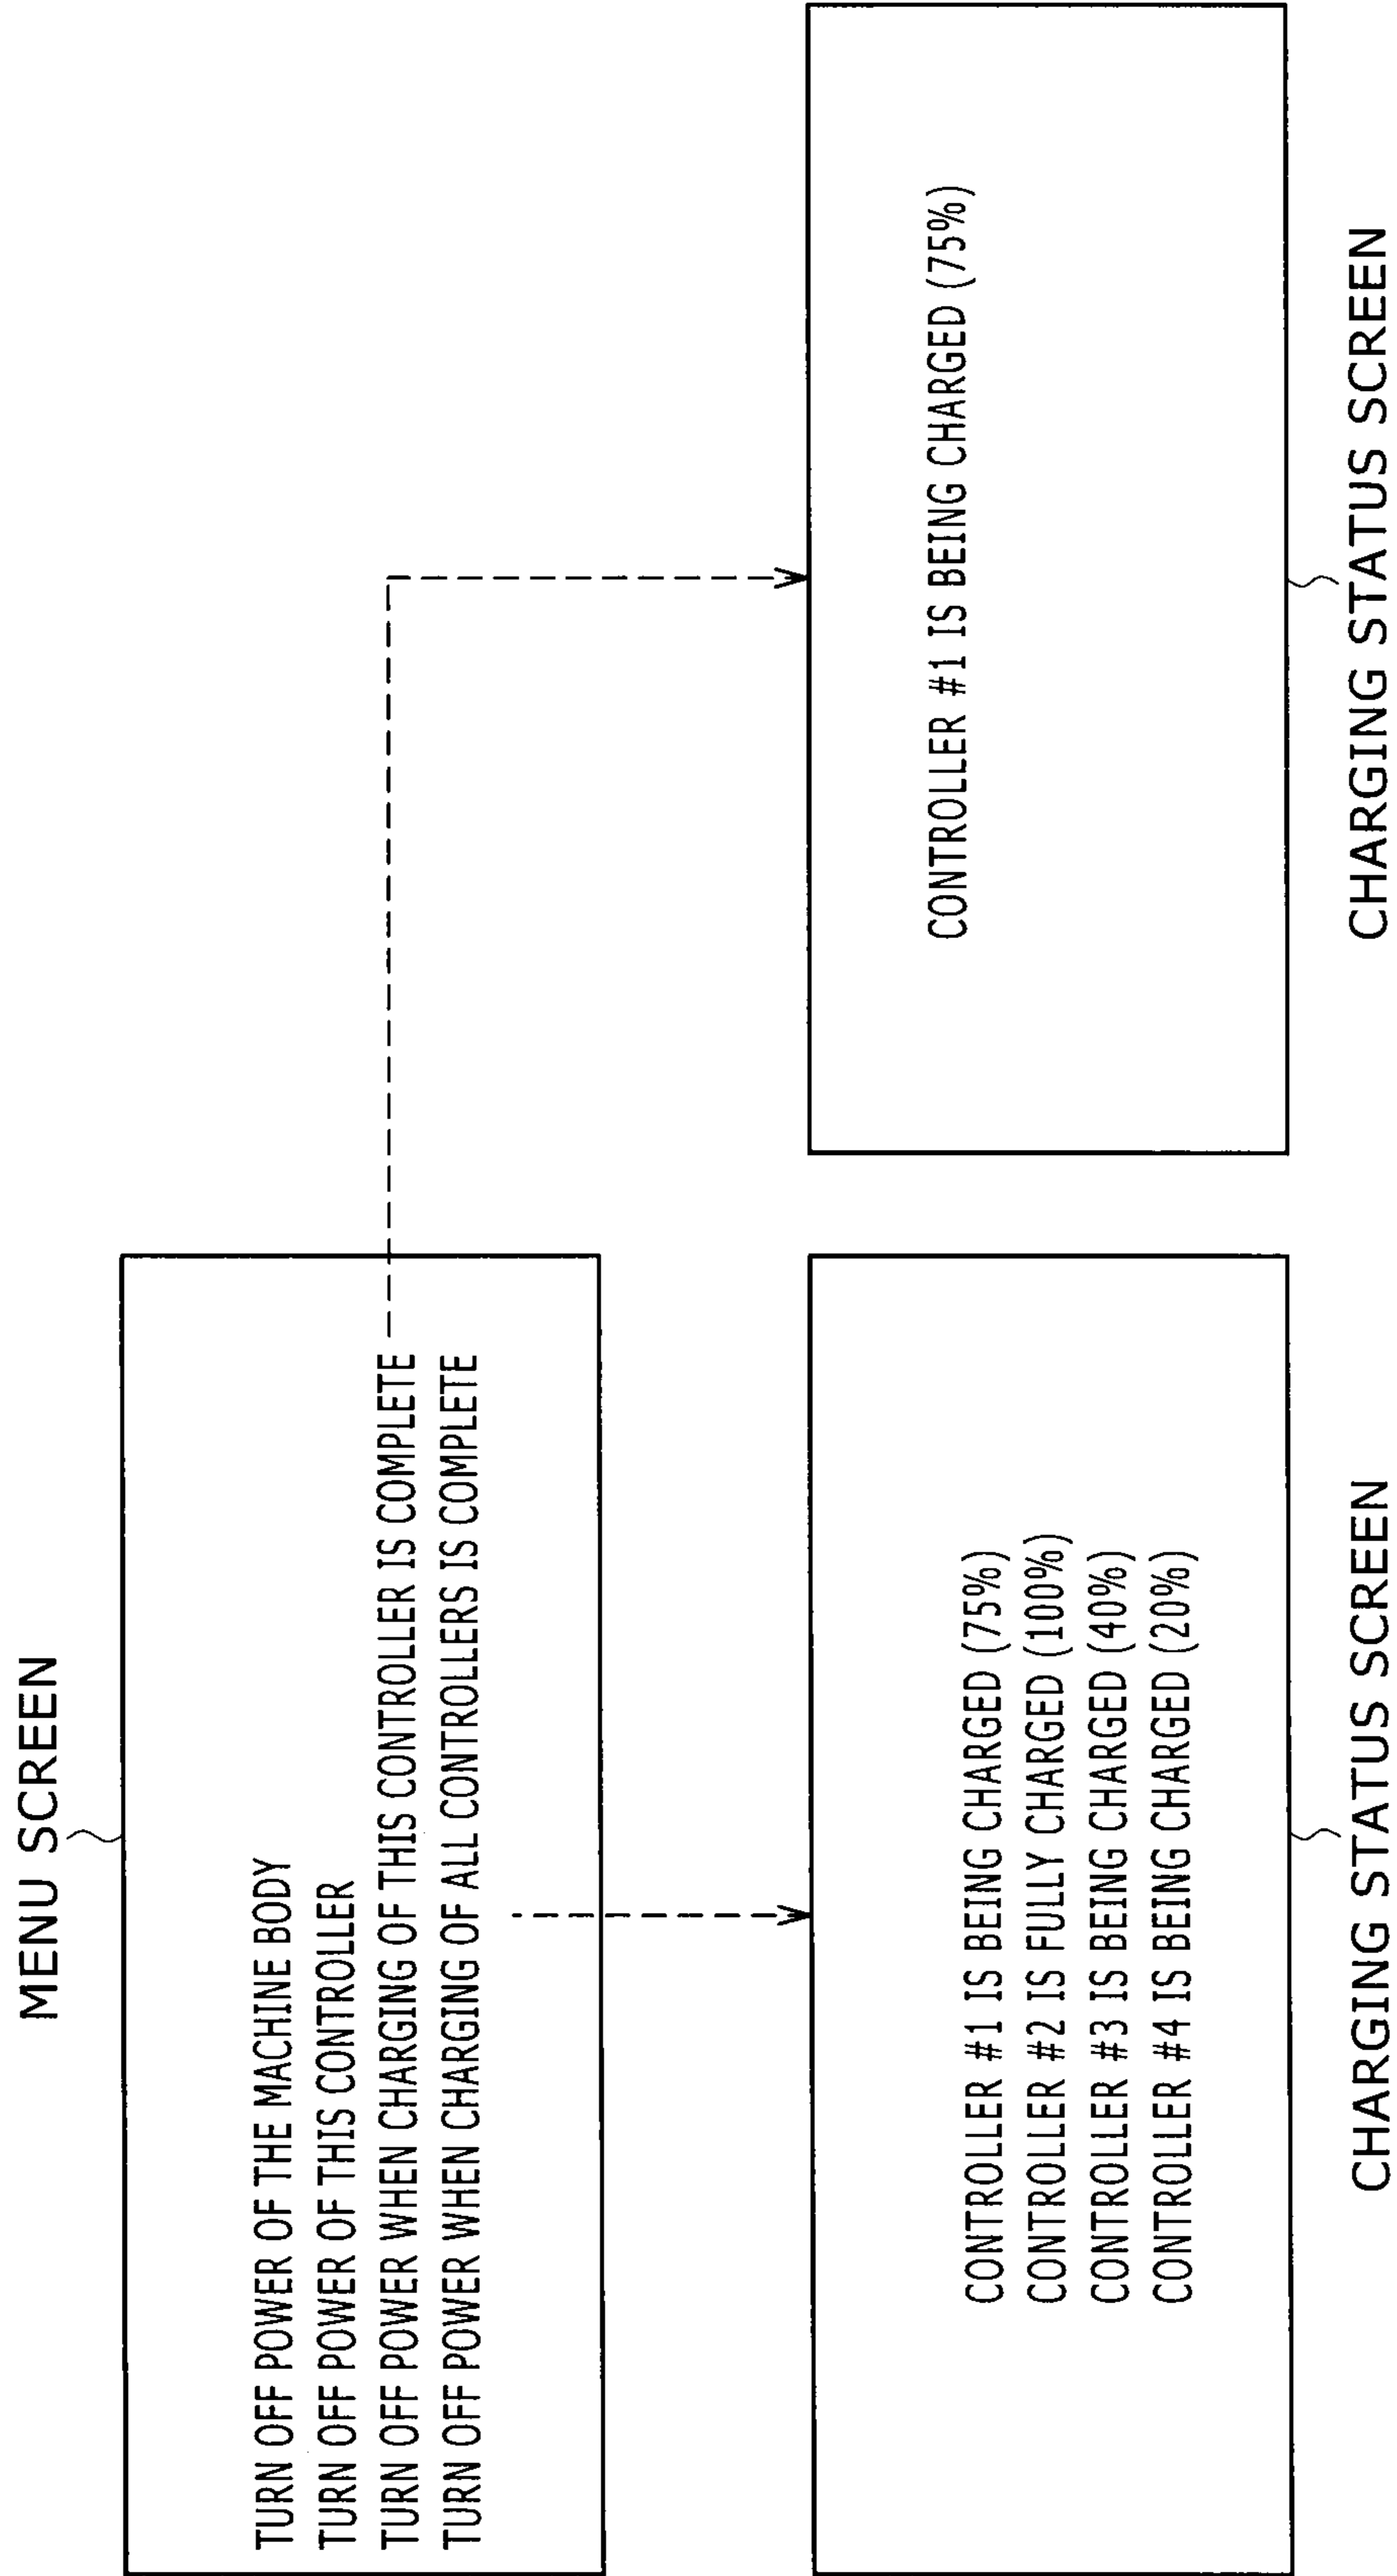 MENU SCREEN
TURN OFF POWER OF THE MACHINE BODY
TURN OFF POWER OF THIS CONTROLLER
TURN OFF POWER WHEN CHARGING OF THIS CONTROLLER IS COMPLETE
TURN OFF POWER WHEN CHARGING OF ALL CONTROLLERS IS COMPLETE
CONTROLLER #1 IS BEING CHARGED (75%)
CONTROLLER #2 IS FULLY CHARGED (100%)
CONTROLLER #3 IS BEING CHARGED (40%)
CONTROLLER #4 IS BEING CHARGED (20%)
CHARGING STATUS SCREEN
CONTROLLER #1 IS BEING CHARGED (75%)
CHARGING STATUS SCREEN